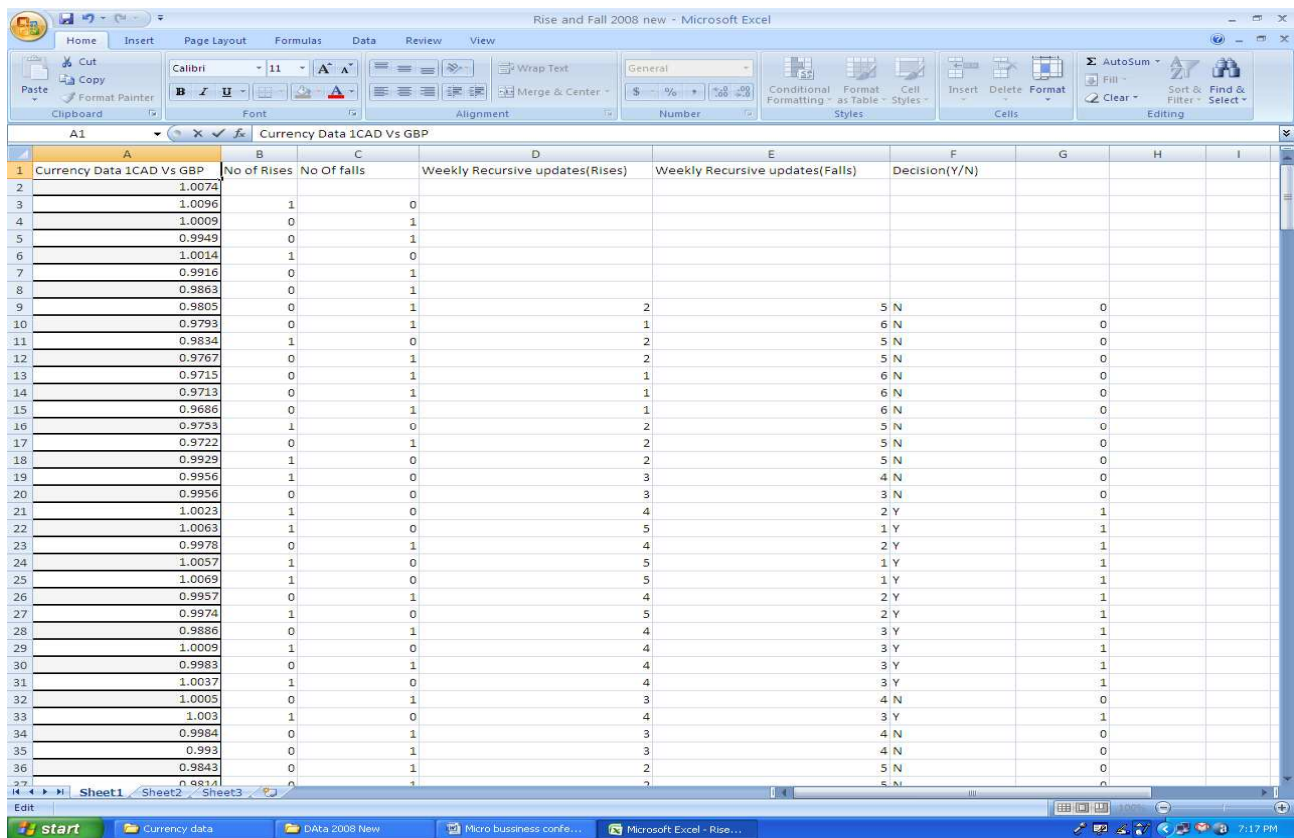 Rise and Fall 2008 new - Microsoft Excel
Home Insert Page Layout Formulas Data Review View
Cut Calibri 11 Wrap Text General AutoSum
Copy Fill
Paste Format Painter B I U Merge & Center $ % , Conditional Formatting Format as Table Cell Styles Insert Delete Format Clear Sort & Filter Find & Select
Clipboard Font Alignment Number Styles Cells Editing
A1 fx Currency Data 1CAD Vs GBP
A B C D E F G H I
1 Currency Data 1CAD Vs GBP No of Rises No Of falls Weekly Recursive updates(Rises) Weekly Recursive updates(Falls) Decision(Y/N)
2 1.0074
3 1.0096 1 0
4 1.0009 0 1
5 0.9949 0 1
6 1.0014 1 0
7 0.9916 0 1
8 0.9863 0 1
9 0.9805 0 1 2 5 N 0
10 0.9793 0 1 1 6 N 0
11 0.9834 1 0 2 5 N 0
12 0.9767 0 1 2 5 N 0
13 0.9715 0 1 1 6 N 0
14 0.9713 0 1 1 6 N 0
15 0.9686 0 1 1 6 N 0
16 0.9753 1 0 2 5 N 0
17 0.9722 0 1 2 5 N 0
18 0.9929 1 0 2 5 N 0
19 0.9956 1 0 3 4 N 0
20 0.9956 0 0 3 3 N 0
21 1.0023 1 0 4 2 Y 1
22 1.0063 1 0 5 1 Y 1
23 0.9978 0 1 4 2 Y 1
24 1.0057 1 0 5 1 Y 1
25 1.0069 1 0 5 1 Y 1
26 0.9957 0 1 4 2 Y 1
27 0.9974 1 0 5 2 Y 1
28 0.9886 0 1 4 3 Y 1
29 1.0009 1 0 4 3 Y 1
30 0.9983 0 1 4 3 Y 1
31 1.0037 1 0 4 3 Y 1
32 1.0005 0 1 3 4 N 0
33 1.003 1 0 4 3 Y 1
34 0.9984 0 1 3 4 N 0
35 0.993 0 1 3 4 N 0
36 0.9843 0 1 2 5 N 0
37 0.9814 0 1 2 5 N 0
Sheet1 Sheet2 Sheet3
Edit 100%
start Currency data DAta 2008 New Micro bussiness confe... Microsoft Excel - Rise... 7:17 PM